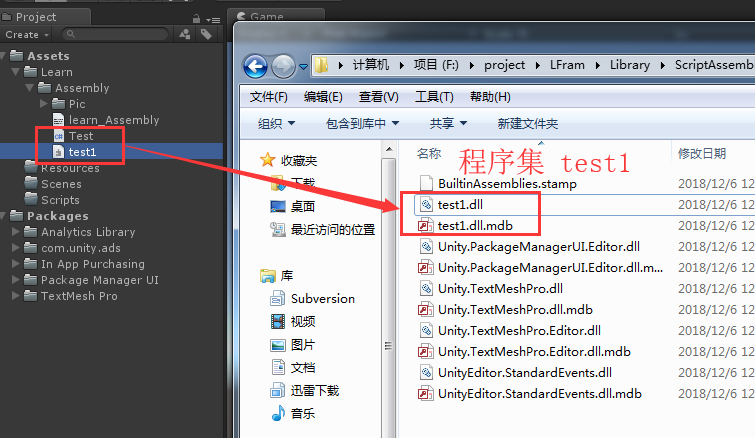 Project
Game
Create
Assets
Learn
Assembly
Pic
learn_Assembly
Test
test1
Resources
Scenes
Scripts
Packages
Analytics Library
com.unity.ads
In App Purchasing
Package Manager UI
TextMesh Pro
计算机 项目 (F:) project LFram Library ScriptAssemb
文件(F) 编辑(E) 查看(V) 工具(T) 帮助(H)
组织 包含到库中 共享 新建文件夹
收藏夹
下载
桌面
最近访问的位置
库
Subversion
视频
图片
文档
迅雷下载
音乐
名称 修改日期
程序集 test1
BuiltinAssemblies.stamp 2018/12/6 12
test1.dll 2018/12/6 12
test1.dll.mdb 2018/12/6 12
Unity.PackageManagerUI.Editor.dll 2018/12/6 12
Unity.PackageManagerUI.Editor.dll.m... 2018/12/6 12
Unity.TextMeshPro.dll 2018/12/6 12
Unity.TextMeshPro.dll.mdb 2018/12/6 12
Unity.TextMeshPro.Editor.dll 2018/12/6 12
Unity.TextMeshPro.Editor.dll.mdb 2018/12/6 12
UnityEditor.StandardEvents.dll 2018/12/6 12
UnityEditor.StandardEvents.dll.mdb 2018/12/6 12